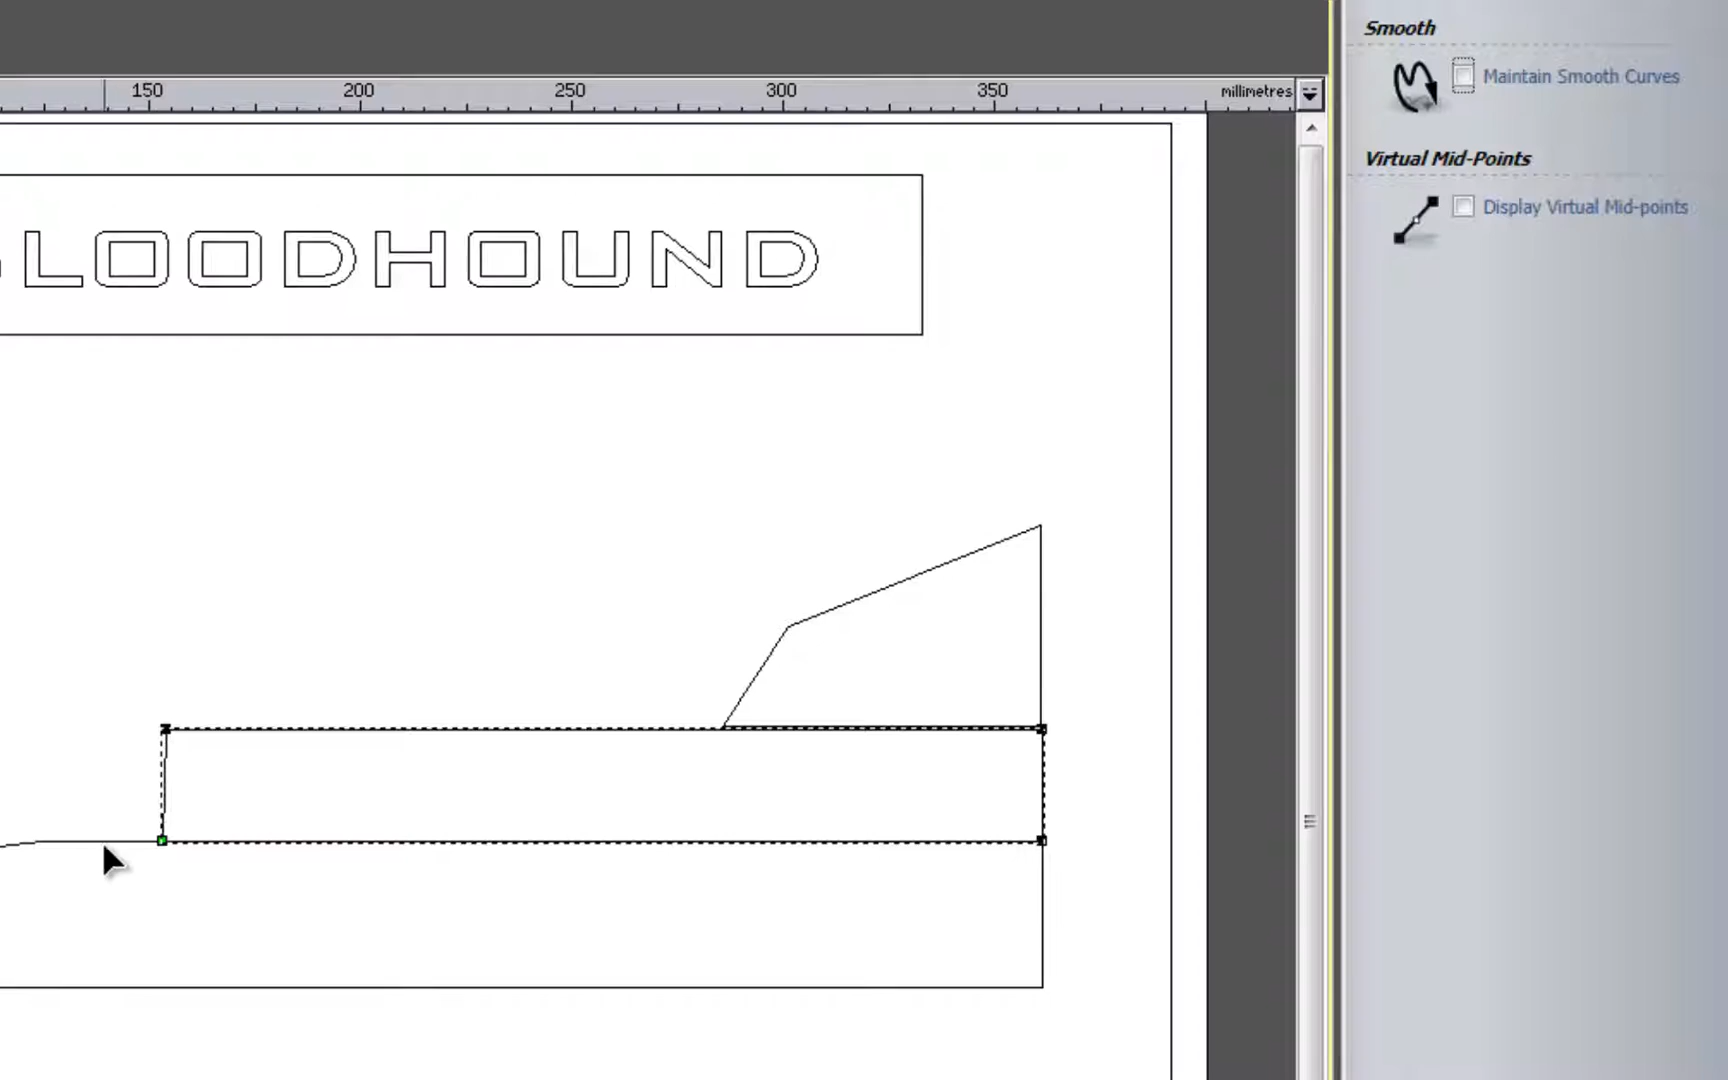 Smooth
Maintain Smooth Curves
150 200 250 300 350 millimetres
Virtual Mid-Points
Display Virtual Mid-points
LOODHOUND